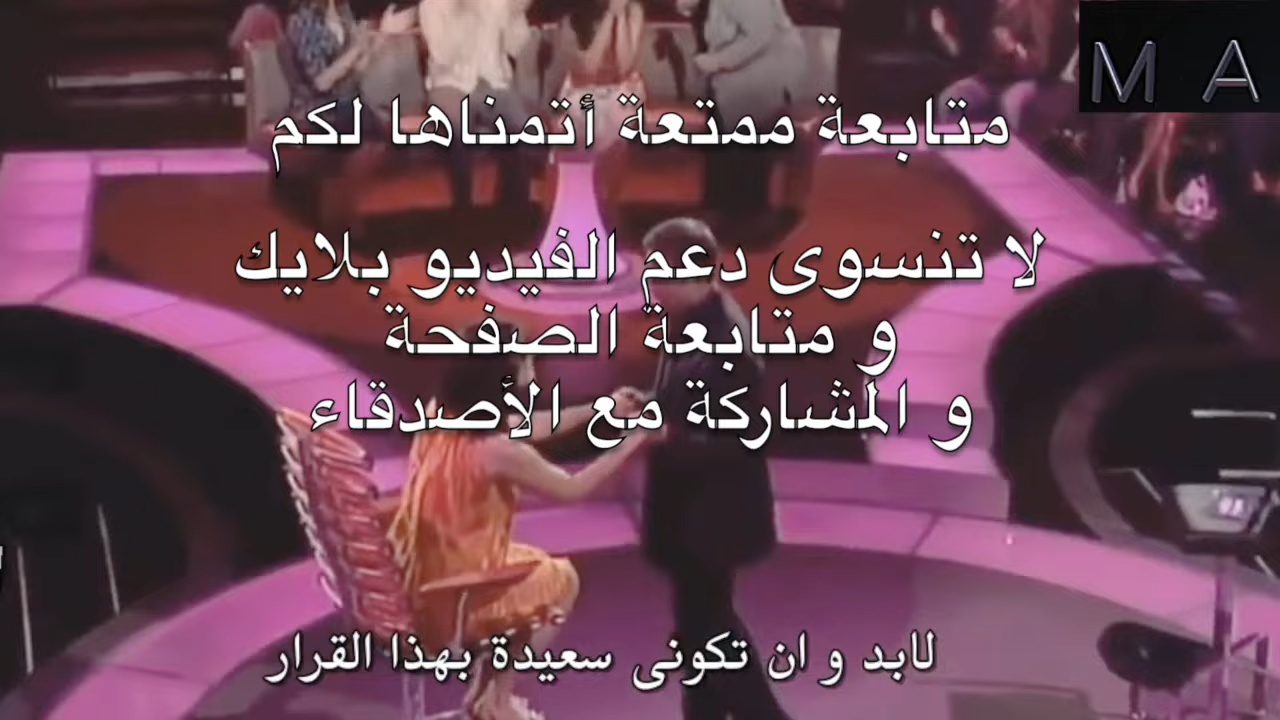 M A
متابعة ممتعة أتمناها لكم
لا تنسوى دعم الفيديو بلايك
و متابعة الصفحة
و المشاركة مع الأصدقاء
لابد و ان تكونى سعيدة بهذا القرار